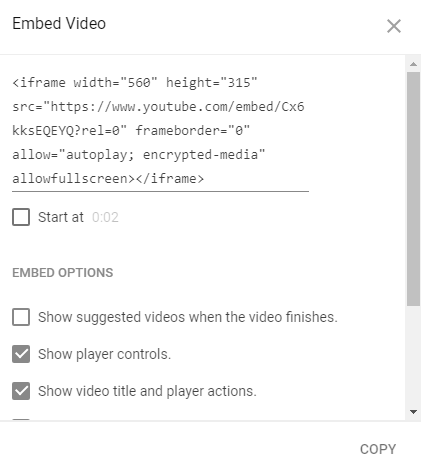 Embed Video
<iframe width="560" height="315"
src="https://www.youtube.com/embed/Cx6
kksEQEYQ?rel=0" frameborder="0"
allow="autoplay; encrypted-media"
allowfullscreen></iframe>
Start at 0:02
EMBED OPTIONS
Show suggested videos when the video finishes.
Show player controls.
Show video title and player actions.
COPY